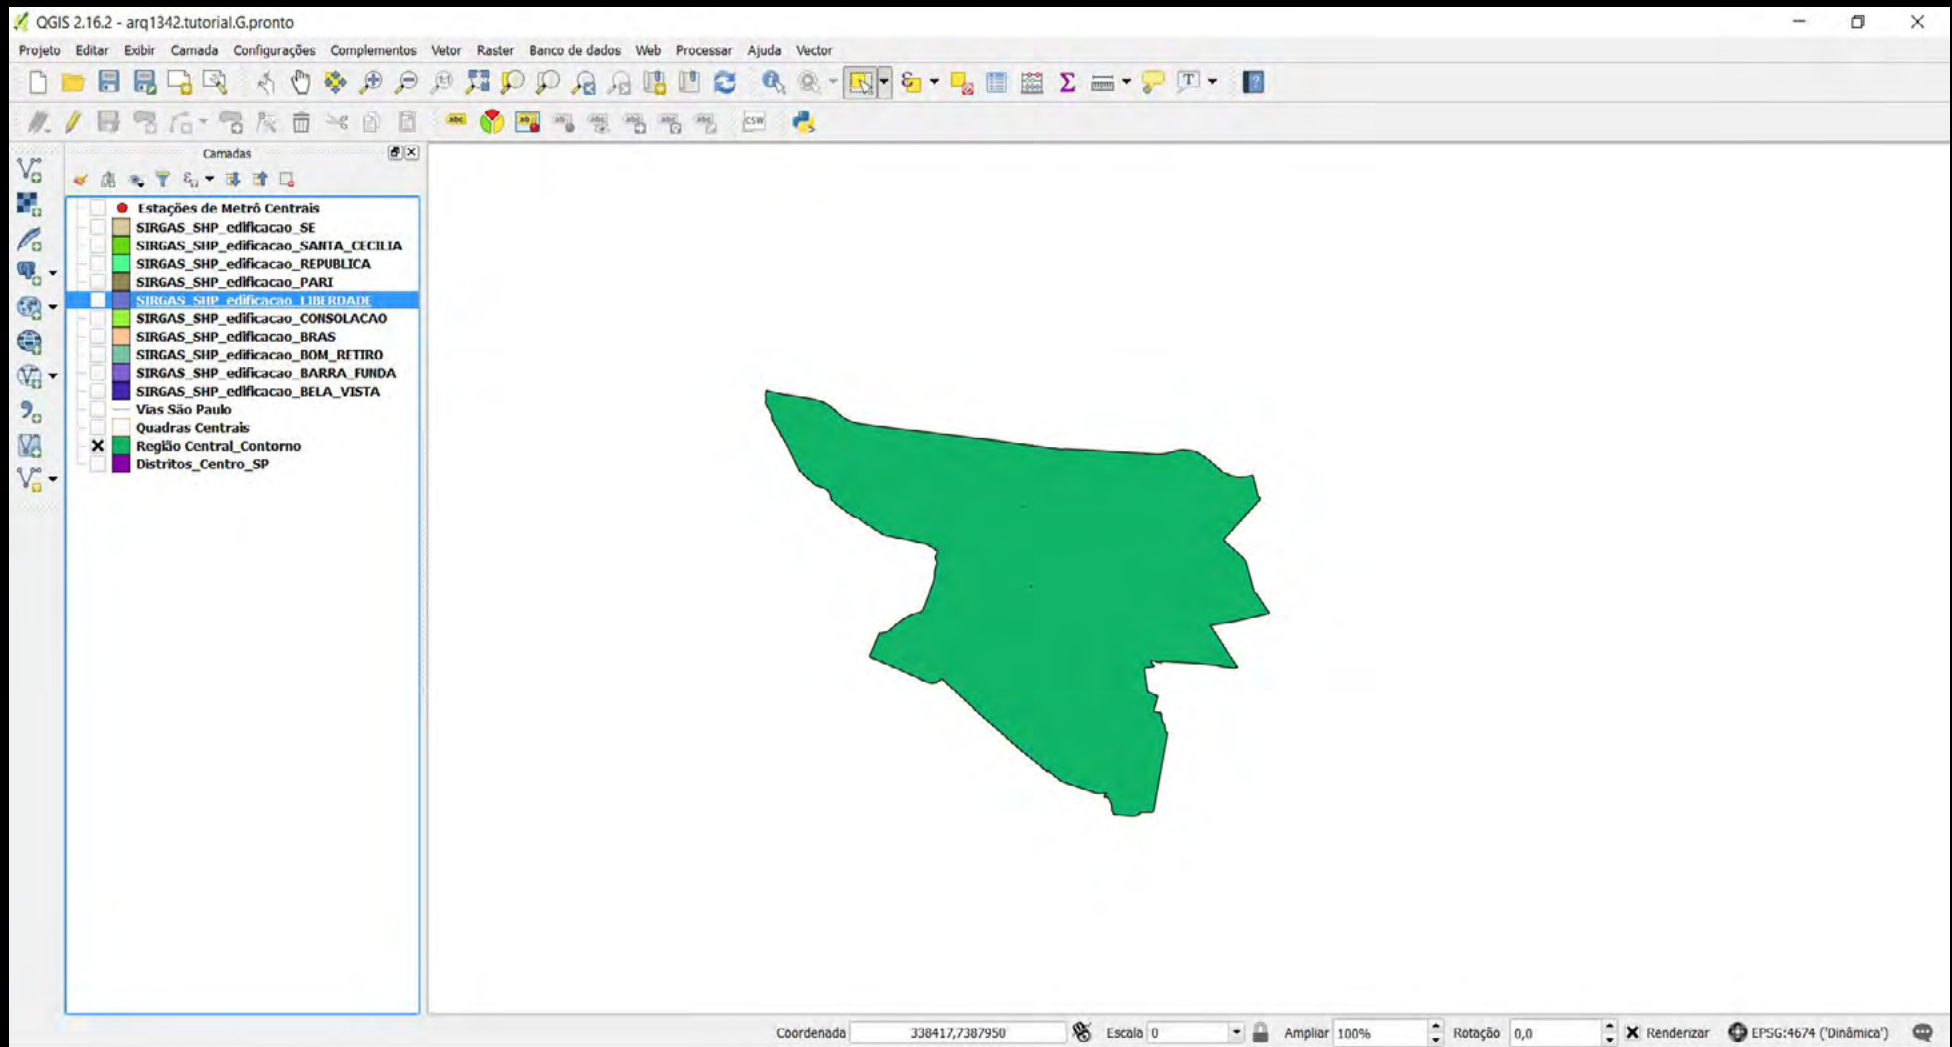 QGIS 2.16.2 - arq1342.tutorial.G.pronto
Projeto Editar Exibir Camada Configurações Complementos Vetor Raster Banco de dados Web Processar Ajuda Vector
CSW
Camadas
Estações de Metrô Centrais
SIRGAS_SHP_edificacao_SE
SIRGAS_SHP_edificacao_SANTA_CECILIA
SIRGAS_SHP_edificacao_REPUBLICA
SIRGAS_SHP_edificacao_PARI
SIRGAS_SHP_edificacao_LIBERDADE
SIRGAS_SHP_edificacao_CONSOLACAO
SIRGAS_SHP_edificacao_BRAS
SIRGAS_SHP_edificacao_BOM_RETIRO
SIRGAS_SHP_edificacao_BARRA_FUNDA
SIRGAS_SHP_edificacao_BELA_VISTA
Vias São Paulo
Quadras Centrais
Região Central_Contorno
Distritos_Centro_SP
Coordenada 338417,7387950 Escala 0 Ampliar 100% Rotação 0,0 Renderizar EPSG:4674 ('Dinâmica')